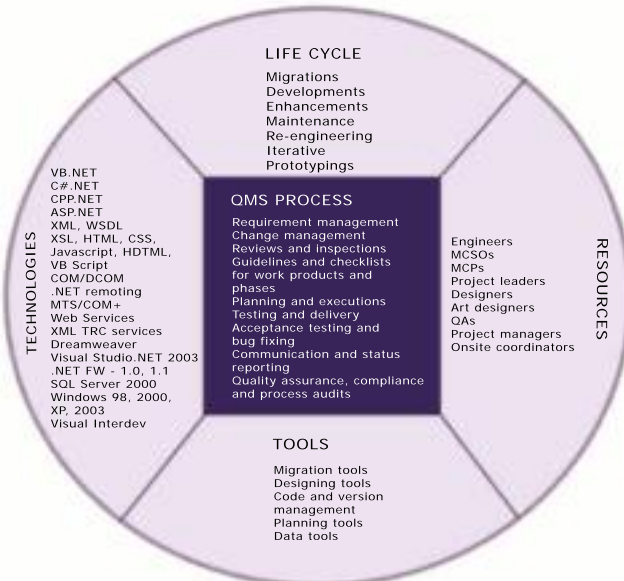 LIFE CYCLE
Migrations
Developments
Enhancements
Maintenance
Re-engineering
Iterative
Prototypings
TECHNOLOGIES
VB.NET
C#.NET
CPP.NET
ASP.NET
XML, WSDL
XSL, HTML, CSS,
Javascript, HDTML,
VB Script
COM/DCOM
.NET remoting
MTS/COM+
Web Services
XML TRC services
Dreamweaver
Visual Studio.NET 2003
.NET FW - 1.0, 1.1
SQL Server 2000
Windows 98, 2000,
XP, 2003
Visual Interdev
QMS PROCESS
Requirement management
Change management
Reviews and inspections
Guidelines and checklists
for work products and
phases
Planning and executions
Testing and delivery
Acceptance testing and
bug fixing
Communication and status
reporting
Quality assurance, compliance
and process audits
Engineers
MCSOs
MCPs
Project leaders
Designers
Art designers
QAs
Project managers
Onsite coordinators
RESOURCES
TOOLS
Migration tools
Designing tools
Code and version
management
Planning tools
Data tools